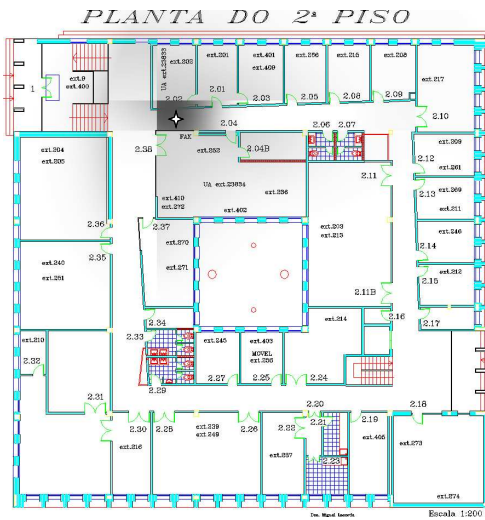 PLANTA DO 2º PISO
UA ext.23833
ext.202
ext.201
ext.401
ext.409
ext.256
ext.215
ext.208
ext.217
ext.9
ext.400
1
2.02
2.01
2.03
2.05
2.08
2.09
2.10
FAX
2.04
2.06
2.07
2.38
ext.252
2.04B
ext.204
ext.205
UA ext.23834
ext.236
ext.410
ext.272
ext.402
2.11
2.12
ext.209
ext.261
2.13
ext.269
ext.211
2.36
2.37
2.35
ext.270
ext.271
ext.203
ext.213
ext.246
2.14
ext.240
ext.251
ext.212
2.15
2.11B
2.34
ext.214
2.16
2.17
ext.210
2.33
ext.245
ext.403
MOVEL
ext.255
2.32
2.29
2.27
2.25
2.24
2.31
2.20
2.18
2.30
2.28
2.26
2.22
2.21
2.19
ext.216
ext.239
ext.249
ext.237
2.23
ext.405
ext.273
ext.274
Escala 1:200